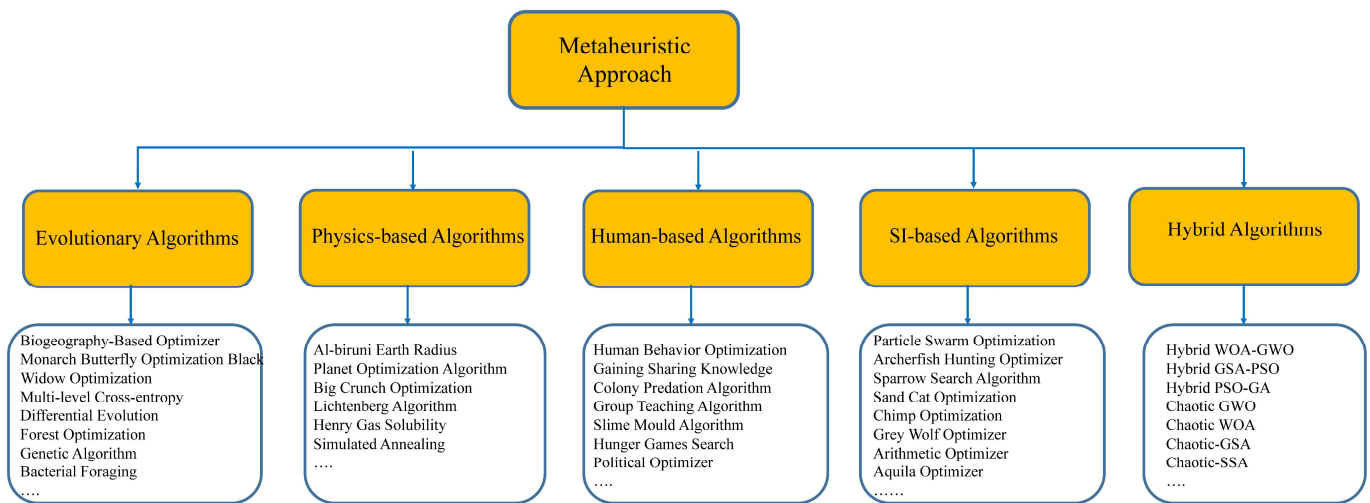 Metaheuristic
Approach
Evolutionary Algorithms
Physics-based Algorithms
Human-based Algorithms
SI-based Algorithms
Hybrid Algorithms
Biogeography-Based Optimizer
Monarch Butterfly Optimization Black
Widow Optimization
Multi-level Cross-entropy
Differential Evolution
Forest Optimization
Genetic Algorithm
Bacterial Foraging
….
Al-biruni Earth Radius
Planet Optimization Algorithm
Big Crunch Optimization
Lichtenberg Algorithm
Henry Gas Solubility
Simulated Annealing
….
Human Behavior Optimization
Gaining Sharing Knowledge
Colony Predation Algorithm
Group Teaching Algorithm
Slime Mould Algorithm
Hunger Games Search
Political Optimizer
….
Particle Swarm Optimization
Archerfish Hunting Optimizer
Sparrow Search Algorithm
Sand Cat Optimization
Chimp Optimization
Grey Wolf Optimizer
Arithmetic Optimizer
Aquila Optimizer
……
Hybrid WOA-GWO
Hybrid GSA-PSO
Hybrid PSO-GA
Chaotic GWO
Chaotic WOA
Chaotic-GSA
Chaotic-SSA
….